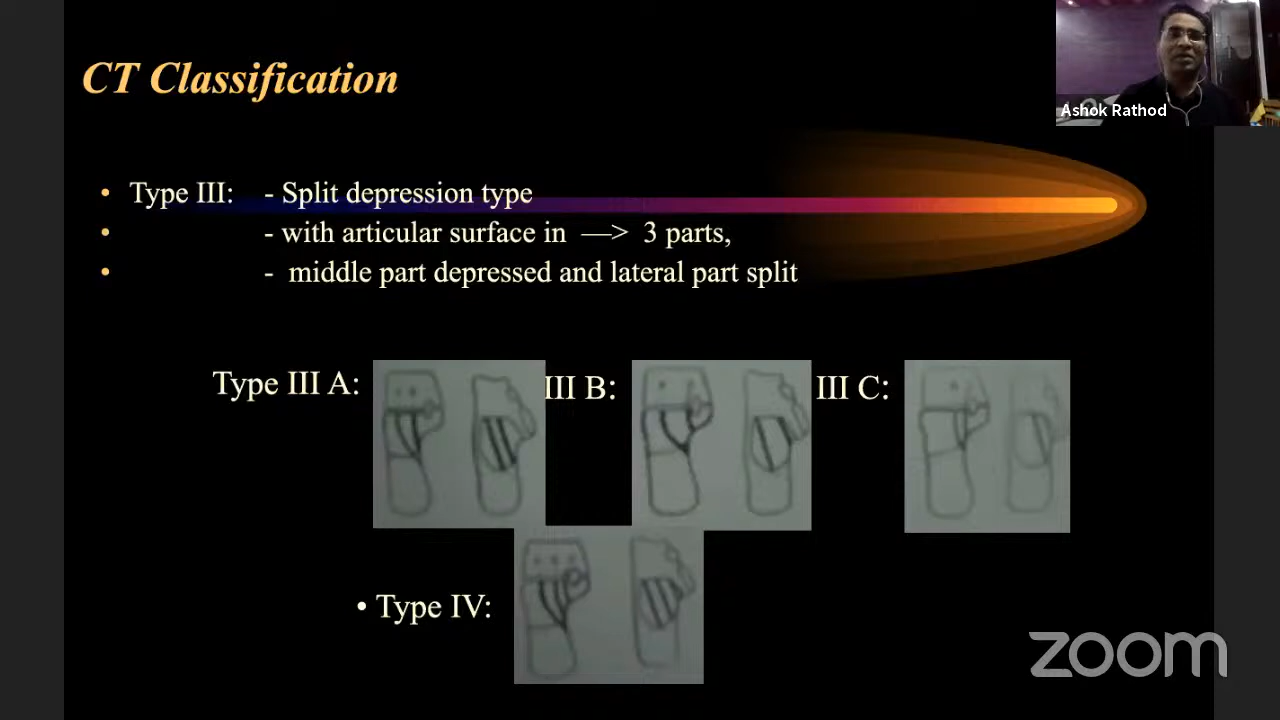 CT Classification
Ashok Rathod
• Type III: - Split depression type
• - with articular surface in —> 3 parts,
• - middle part depressed and lateral part split
Type III A: III B: III C:
• Type IV:
zoom